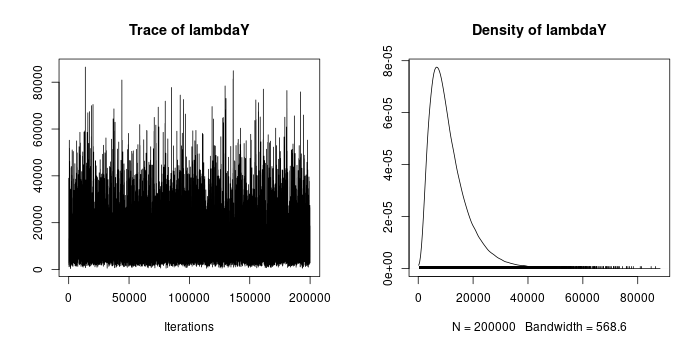 Trace of lambdaY
80000
60000
40000
20000
0
0 50000 100000 150000 200000
Iterations
Density of lambdaY
8e-05
6e-05
4e-05
2e-05
0e+00
0 20000 40000 60000 80000
N = 200000 Bandwidth = 568.6